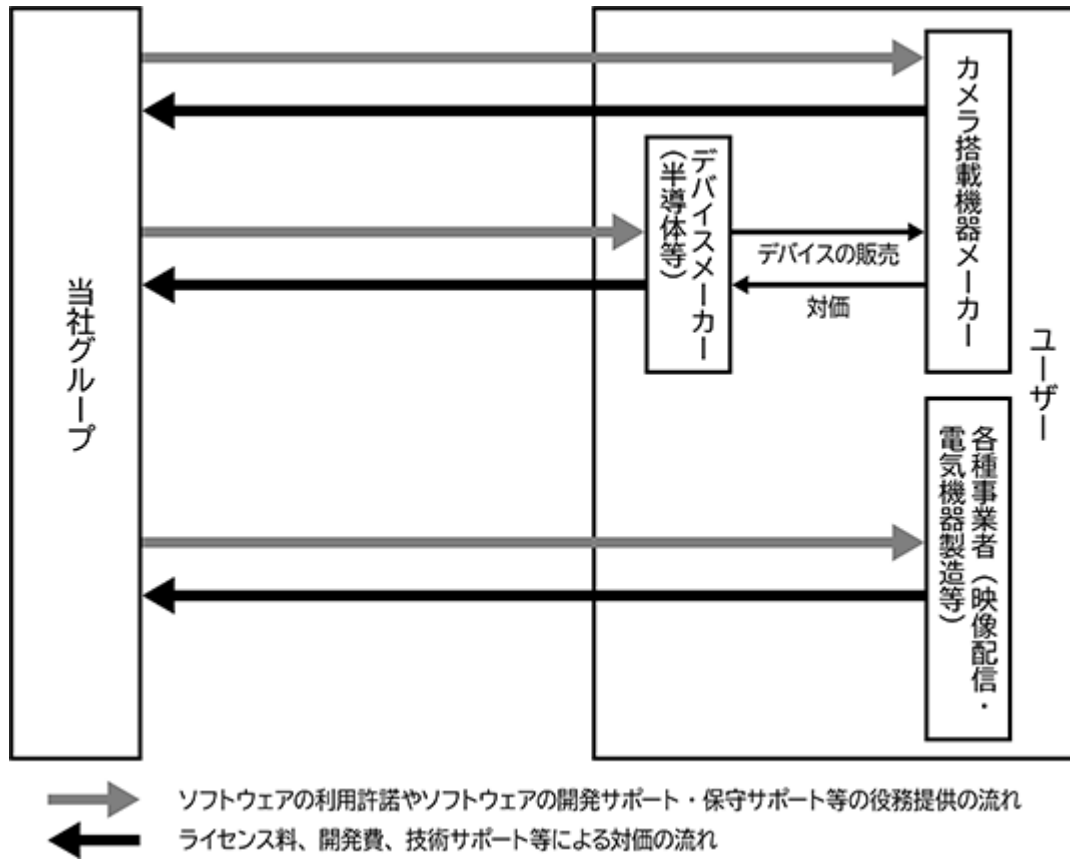 当社グループ
デバイスメーカー
（半導体等）
デバイスの販売
対価
カメラ搭載機器メーカー
各種事業者（映像配信・
電気機器製造等）
ユーザー
ソフトウェアの利用許諾やソフトウェアの開発サポート・保守サポート等の役務提供の流れ
ライセンス料、開発費、技術サポート等による対価の流れ